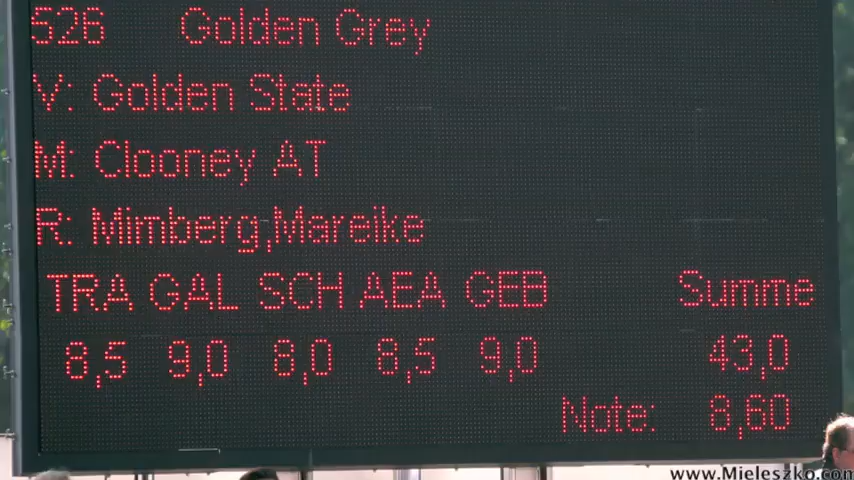 526 Golden Grey
V: Golden State
M: Clooney AT
R: Mimberg,Mareike
TRA GAL SCH AEA GEB Summe
8,5 9,0 8,0 8,5 9,0 43,0
Note: 8,60
www.Mieleszko.com